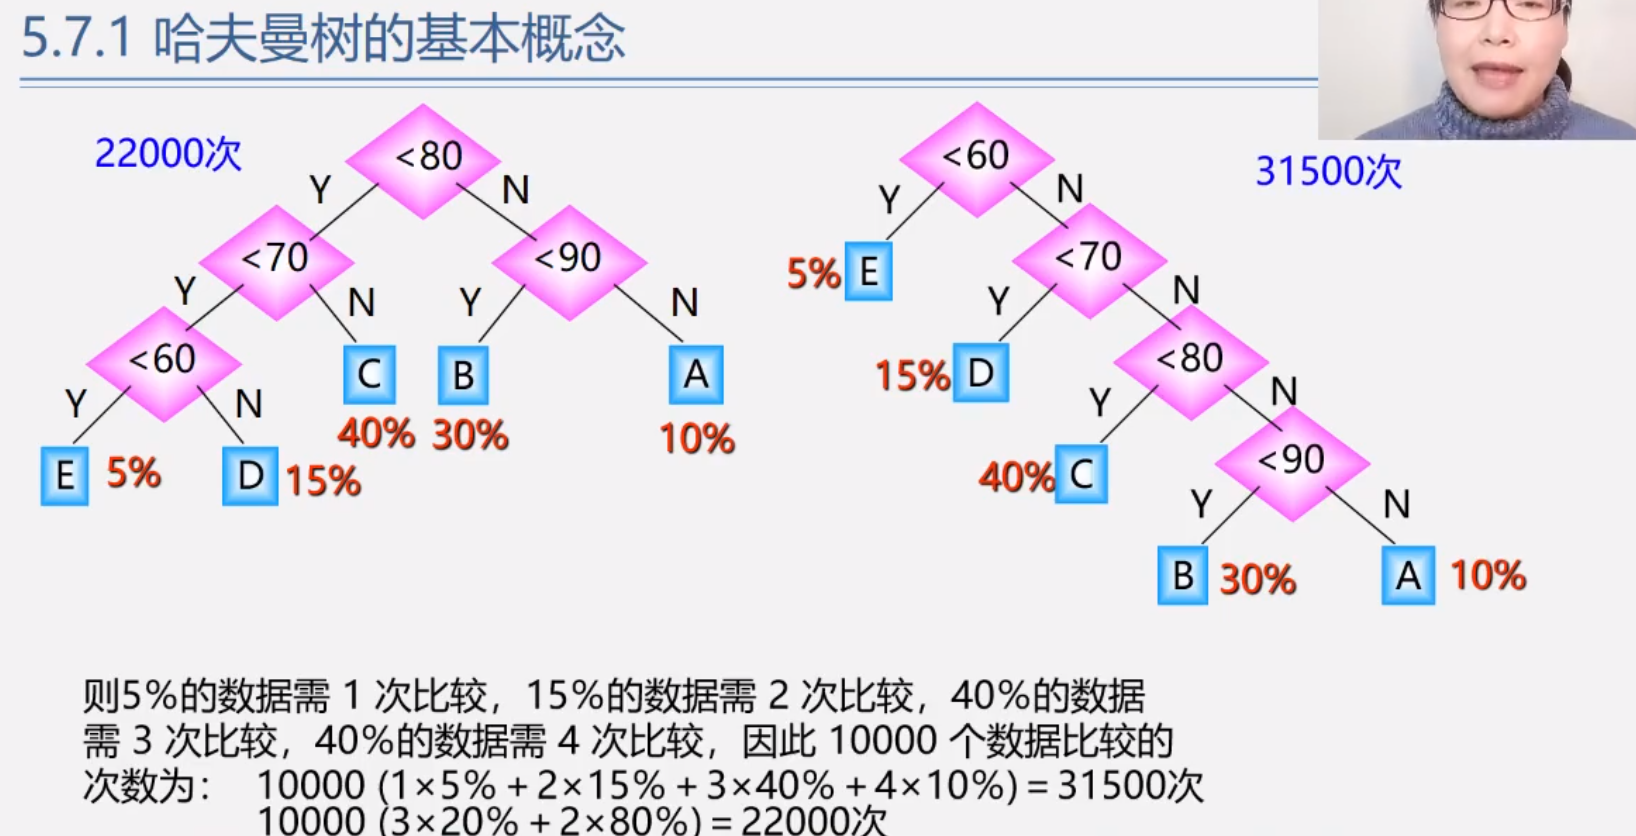 5.7.1 哈夫曼树的基本概念
22000次
<80
Y
N
<70
<90
Y
N
Y
N
<60
C
B
A
Y
N
40%
30%
10%
E
5%
D
15%
31500次
<60
Y
N
5%
E
<70
Y
N
15%
D
<80
Y
N
40%
C
<90
Y
N
B
30%
A
10%
则5%的数据需 1 次比较，15%的数据需 2 次比较，40%的数据
需 3 次比较，40%的数据需 4 次比较，因此 10000 个数据比较的
次数为： 10000 (1×5%+2×15%+3×40%+4×10%)=31500次
10000 (3×20%+2×80%)=22000次